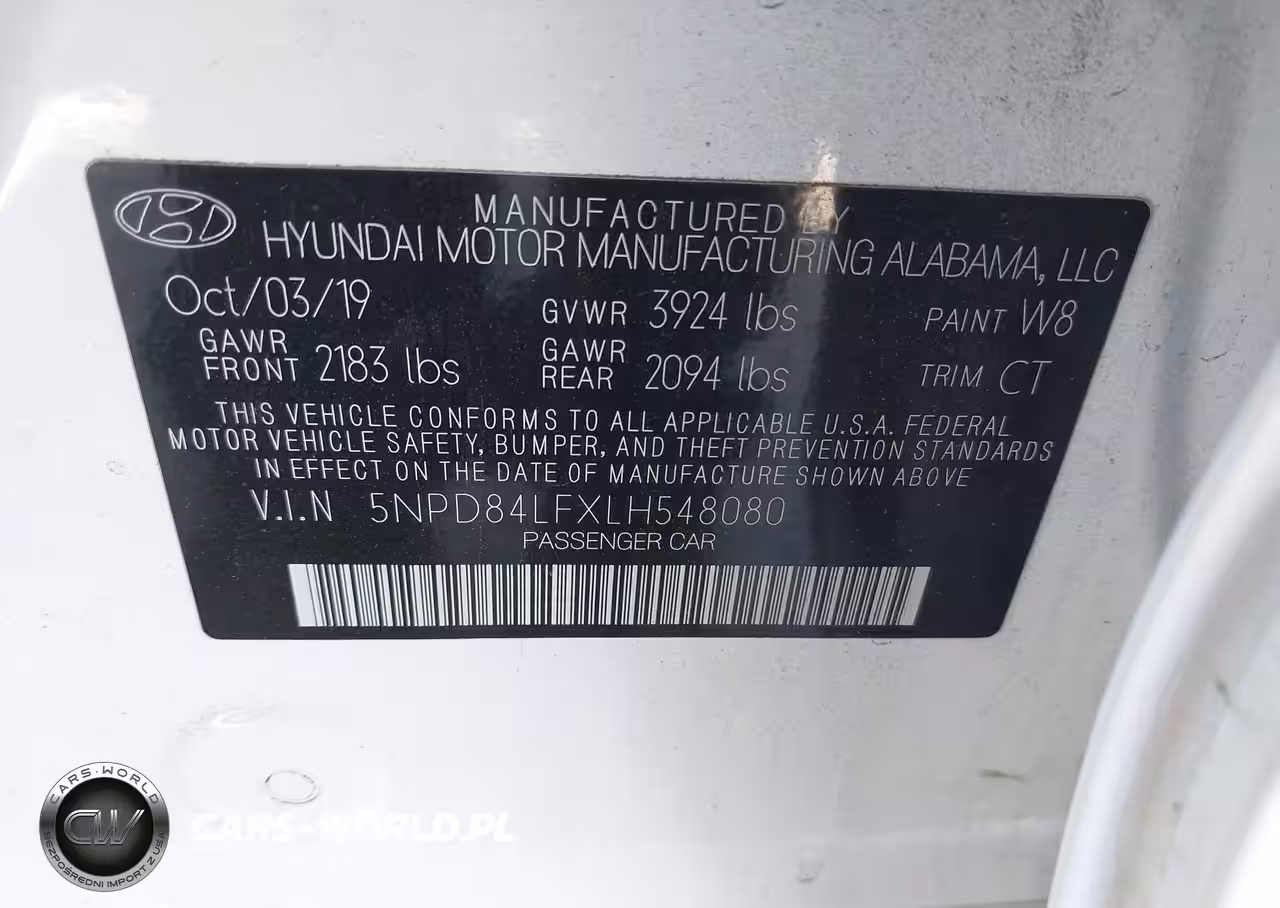 MANUFACTURED BY
HYUNDAI MOTOR MANUFACTURING ALABAMA, LLC
Oct/03/19 GVWR 3924 lbs PAINT W8
GAWR FRONT 2183 lbs GAWR REAR 2094 lbs TRIM CT
THIS VEHICLE CONFORMS TO ALL APPLICABLE U.S.A. FEDERAL
MOTOR VEHICLE SAFETY, BUMPER, AND THEFT PREVENTION STANDARDS
IN EFFECT ON THE DATE OF MANUFACTURE SHOWN ABOVE
V.I.N 5NPD84LFXLH548080
PASSENGER CAR
CARS-WORLD
CW
BEZPOŚREDNI IMPORT Z USA
CARS-WORLD.PL